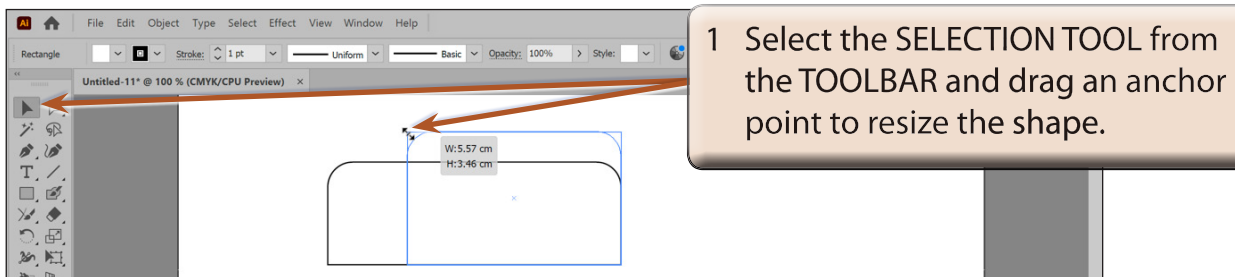 Ai File Edit Object Type Select Effect View Window Help
Rectangle Stroke: 1 pt Uniform Basic Opacity: 100% Style:
Untitled-11* @ 100 % (CMYK/CPU Preview) ×
W:5.57 cm
H:3.46 cm
1 Select the SELECTION TOOL from
the TOOLBAR and drag an anchor
point to resize the shape.